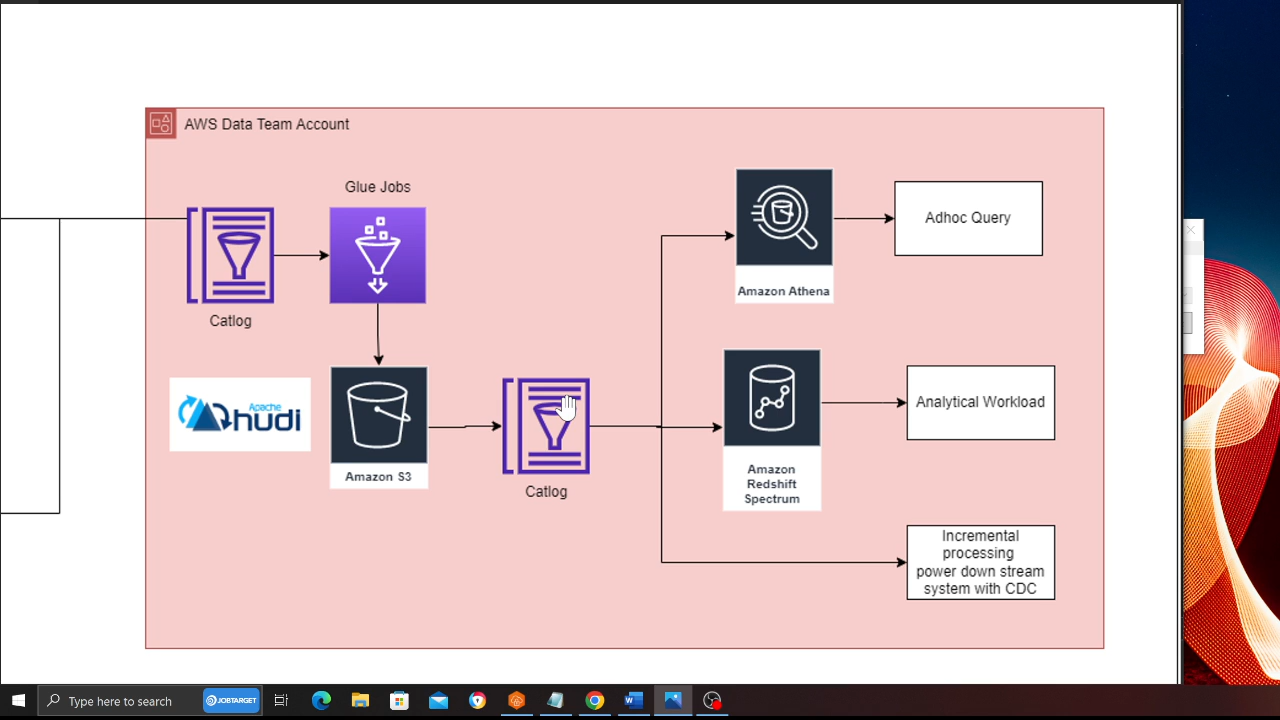 AWS Data Team Account
Glue Jobs
Catlog
Apache
hudi
Amazon S3
Catlog
Amazon Athena
Adhoc Query
Amazon
Redshift
Spectrum
Analytical Workload
Incremental
processing
power down stream
system with CDC
Type here to search
JOBTARGET